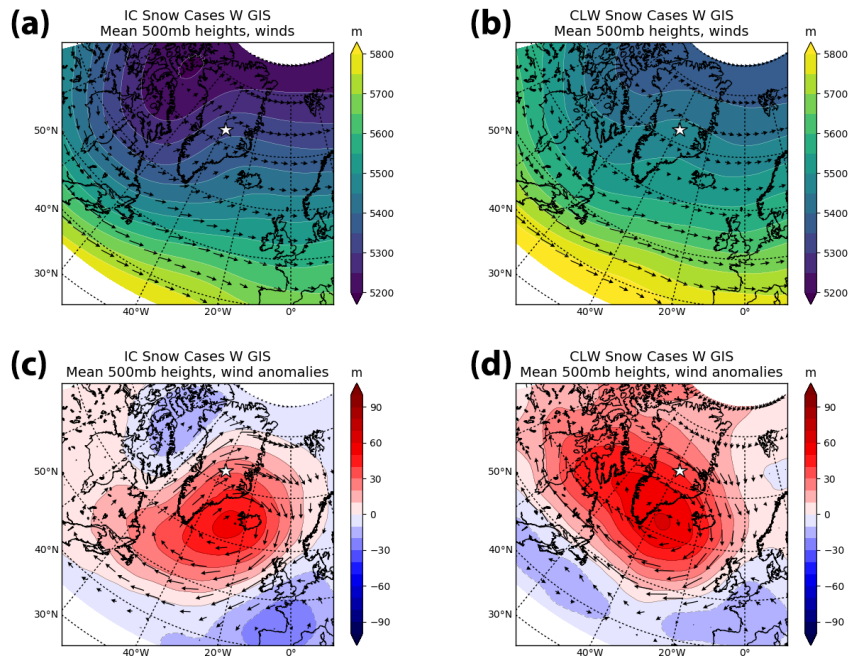 (a)
IC Snow Cases W GIS
Mean 500mb heights, winds
m
5800
5700
5600
5500
5400
5300
5200
50°N
40°N
30°N
40°W
20°W
0°
(b)
CLW Snow Cases W GIS
Mean 500mb heights, winds
m
5800
5700
5600
5500
5400
5300
5200
50°N
40°N
30°N
40°W
20°W
0°
(c)
IC Snow Cases W GIS
Mean 500mb heights, wind anomalies
m
90
60
30
0
−30
−60
−90
50°N
40°N
30°N
40°W
20°W
0°
(d)
CLW Snow Cases W GIS
Mean 500mb heights, wind anomalies
m
90
60
30
0
−30
−60
−90
50°N
40°N
30°N
40°W
20°W
0°